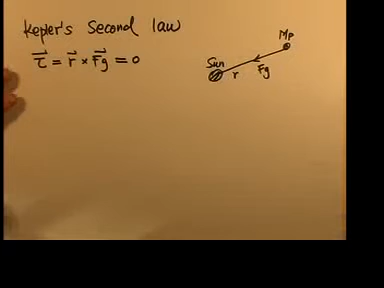 Kepler's Second law
τ⃗ = r⃗ × F⃗g = 0
Mp
Sun
r
Fg